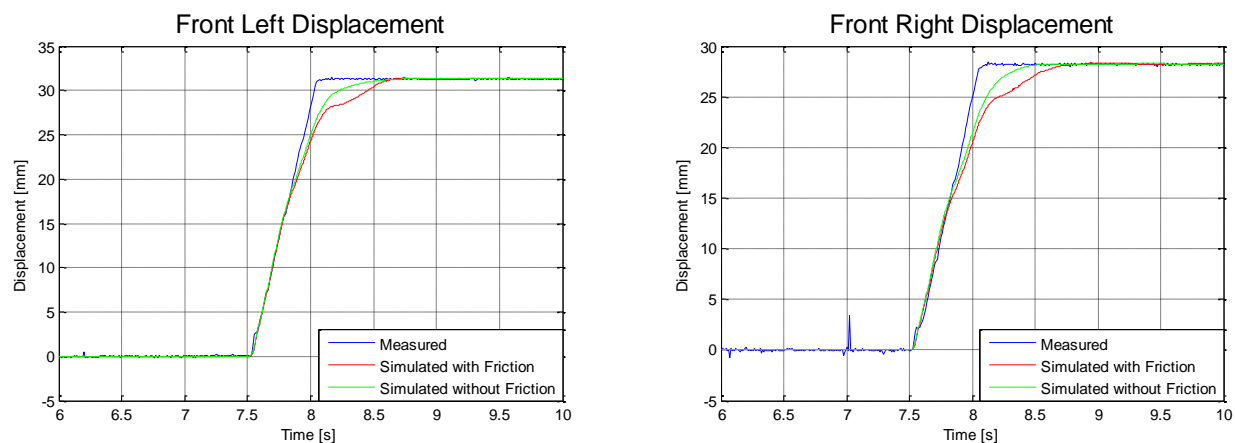 Front Left Displacement
35
30
25
20
15
10
5
0
-5
Displacement [mm]
6 6.5 7 7.5 8 8.5 9 9.5 10
Time [s]
Measured
Simulated with Friction
Simulated without Friction
Front Right Displacement
30
25
20
15
10
5
0
-5
Displacement [mm]
6 6.5 7 7.5 8 8.5 9 9.5 10
Time [s]
Measured
Simulated with Friction
Simulated without Friction